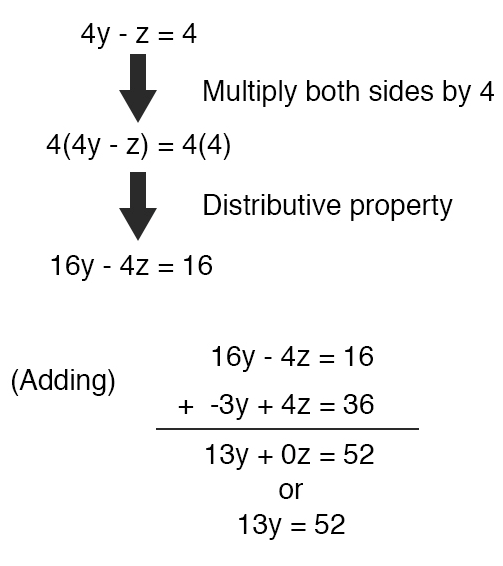 4y - z = 4
Multiply both sides by 4
4(4y - z) = 4(4)
Distributive property
16y - 4z = 16
16y - 4z = 16
(Adding)
+ -3y + 4z = 36
13y + 0z = 52
or
13y = 52